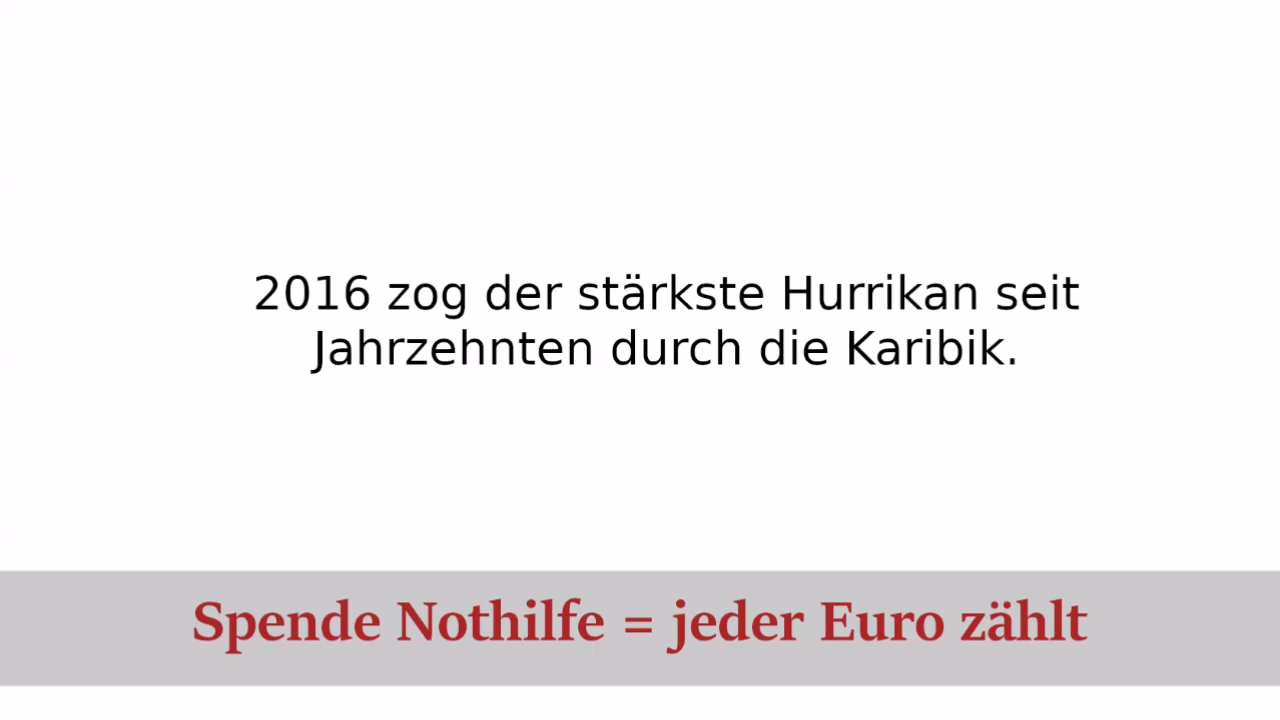 2016 zog der stärkste Hurrikan seit
Jahrzehnten durch die Karibik.
Spende Nothilfe = jeder Euro zählt